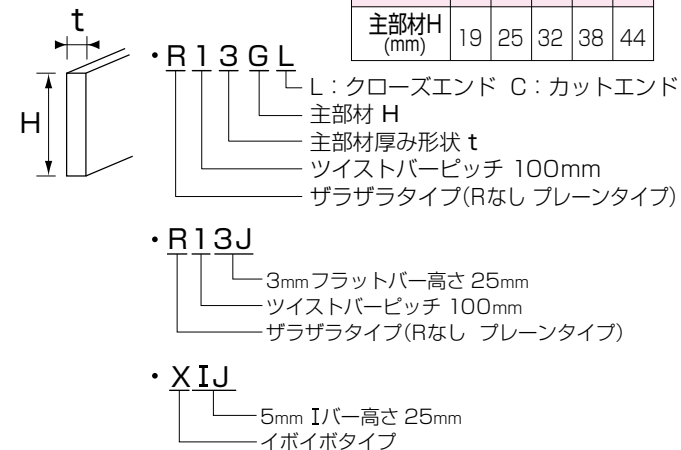 主部材H
(mm) 19 25 32 38 44
t
H
・R13GL
L：クローズエンド C：カットエンド
主部材 H
主部材厚み形状 t
ツイストバーピッチ 100mm
ザラザラタイプ(Rなし プレーンタイプ)
・R13J
3mmフラットバー高さ 25mm
ツイストバーピッチ 100mm
ザラザラタイプ(Rなし プレーンタイプ)
・XIJ
5mm Iバー高さ 25mm
イボイボタイプ